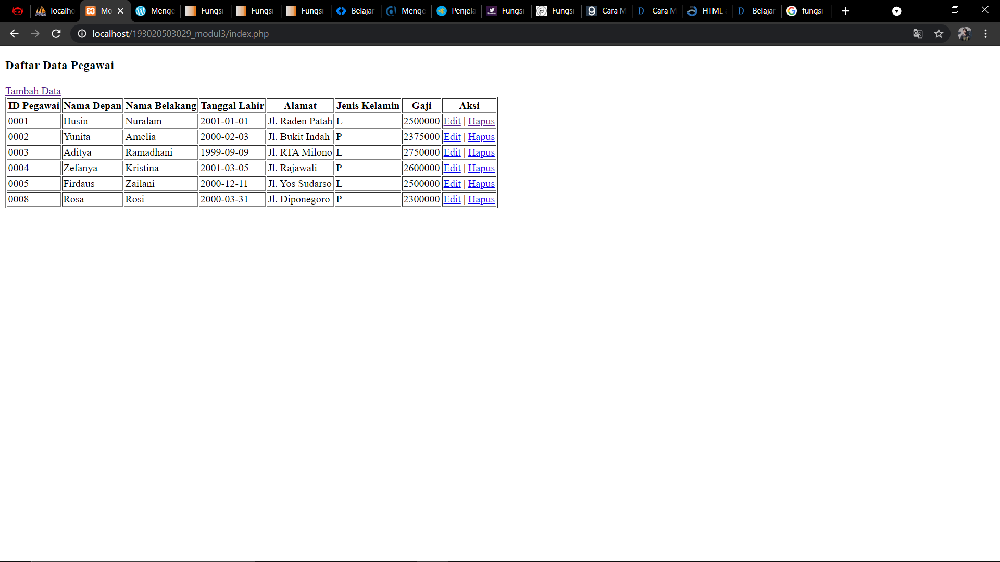 localho Mo Menge Fungsi Fungsi Fungsi Belajar Menge Penjela Fungsi Fungsi Cara M Cara M HTML Belajar fungsi
localhost/193020503029_modul3/index.php
Daftar Data Pegawai
Tambah Data
ID Pegawai Nama Depan Nama Belakang Tanggal Lahir Alamat Jenis Kelamin Gaji Aksi
0001 Husin Nuralam 2001-01-01 Jl. Raden Patah L 2500000 Edit | Hapus
0002 Yunita Amelia 2000-02-03 Jl. Bukit Indah P 2375000 Edit | Hapus
0003 Aditya Ramadhani 1999-09-09 Jl. RTA Milono L 2750000 Edit | Hapus
0004 Zefanya Kristina 2001-03-05 Jl. Rajawali P 2600000 Edit | Hapus
0005 Firdaus Zailani 2000-12-11 Jl. Yos Sudarso L 2500000 Edit | Hapus
0008 Rosa Rosi 2000-03-31 Jl. Diponegoro P 2300000 Edit | Hapus